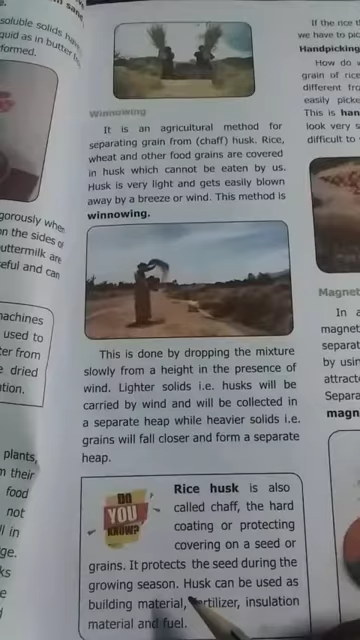 soluble solids
quid as in butter
formed.
gorously when
on the sides of
uttermilk are
eful and can
achines
used to
er from
e dried
tion.
plants,
m their
food
not
ll in
ge.
Winnowing
It is an agricultural method for
separating grain from (chaff) husk. Rice,
wheat and other food grains are covered
in husk which cannot be eaten by us.
Husk is very light and gets easily blown
away by a breeze or wind. This method is
winnowing.
This is done by dropping the mixture
slowly from a height in the presence of
wind. Lighter solids i.e. husks will be
carried by wind and will be collected in
a separate heap while heavier solids i.e.
grains will fall closer and form a separate
heap.
DO
YOU
KNOW?
Rice husk is also
called chaff, the hard
coating or protecting
covering on a seed or
grains. It protects the seed during the
growing season. Husk can be used as
building material, insulation
material and fuel.
If the rice
we have to pic
Handpicking
How do
grain of rice
different fro
easily picke
This is han
look very s
difficult to
Magnet
In a
magnet
separat
by usin
attract
Separa
magn